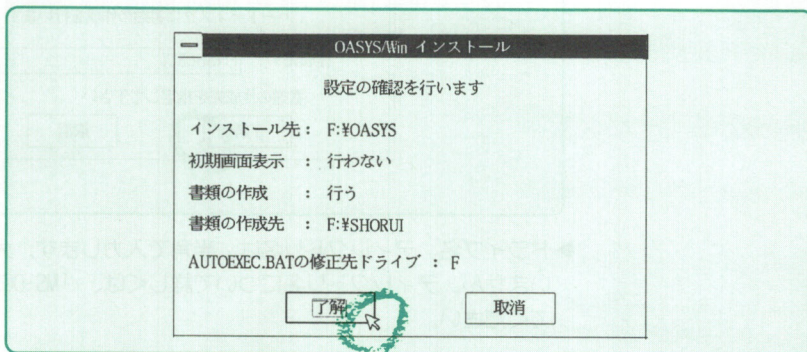 OASYS/Win インストール
設定の確認を行います
インストール先： F:¥OASYS
初期画面表示 ： 行わない
書類の作成 ： 行う
書類の作成先 ： F:¥SHORUI
AUTOEXEC.BATの修正先ドライブ ： F
了解 取消